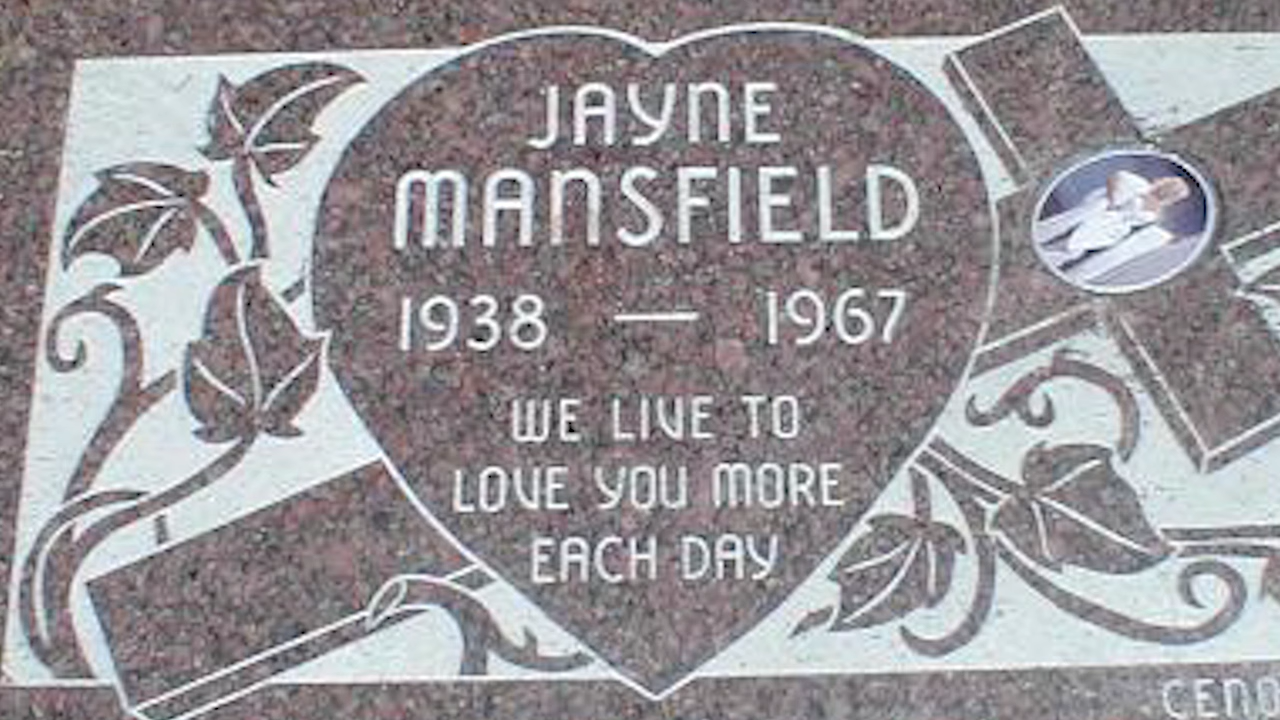 JAYNE
MANSFIELD
1938 — 1967
WE LIVE TO
LOVE YOU MORE
EACH DAY